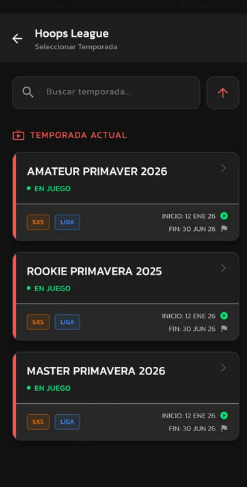 Hoops League
Seleccionar Temporada
Buscar temporada...
TEMPORADA ACTUAL
AMATEUR PRIMAVER 2026
EN JUEGO
5X5 LIGA INICIO: 12 ENE 26
FIN: 30 JUN 26
ROOKIE PRIMAVERA 2025
EN JUEGO
5X5 LIGA INICIO: 12 ENE 26
FIN: 30 JUN 26
MASTER PRIMAVERA 2026
EN JUEGO
5X5 LIGA INICIO: 12 ENE 26
FIN: 30 JUN 26